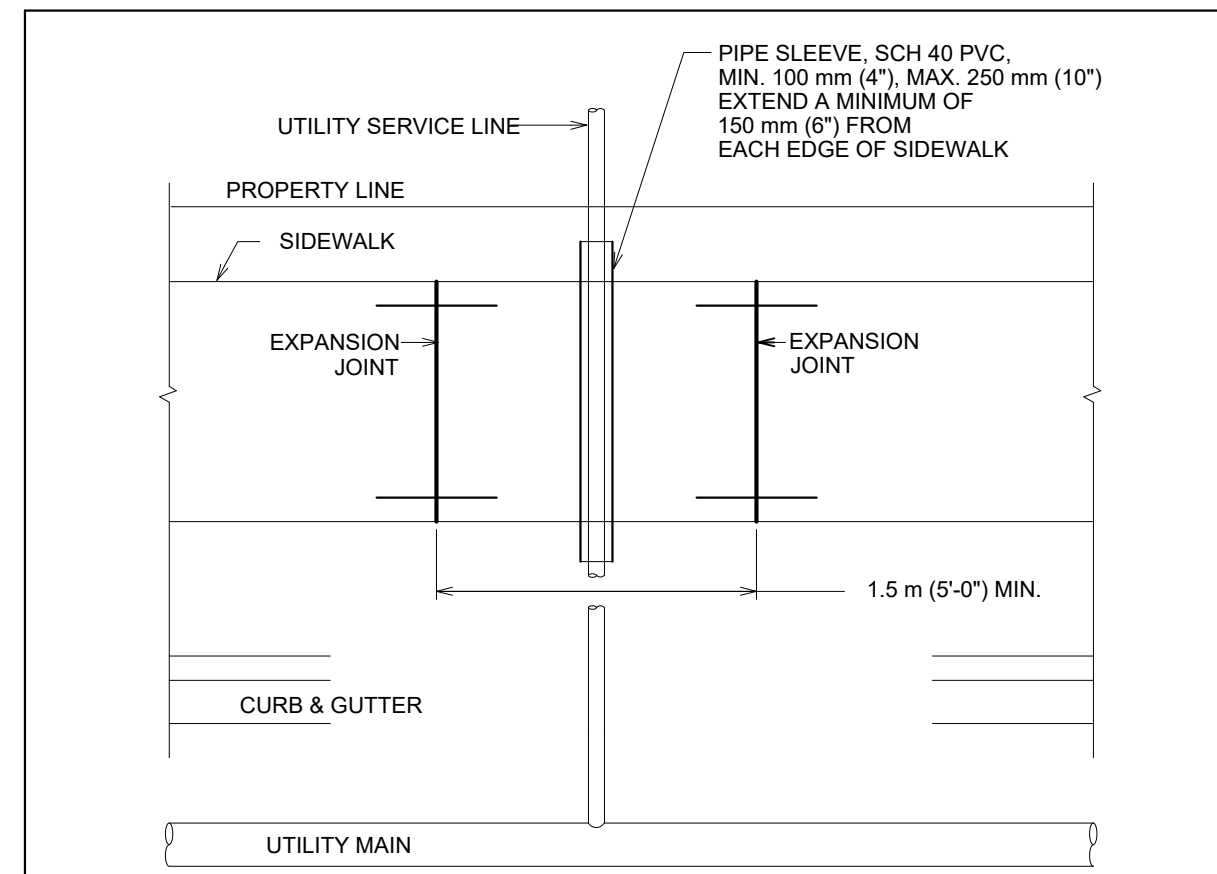 PIPE SLEEVE, SCH 40 PVC,
MIN. 100 mm (4"), MAX. 250 mm (10")
EXTEND A MINIMUM OF
150 mm (6") FROM
EACH EDGE OF SIDEWALK
UTILITY SERVICE LINE
PROPERTY LINE
SIDEWALK
EXPANSION
JOINT
EXPANSION
JOINT
1.5 m (5'-0") MIN.
CURB & GUTTER
UTILITY MAIN